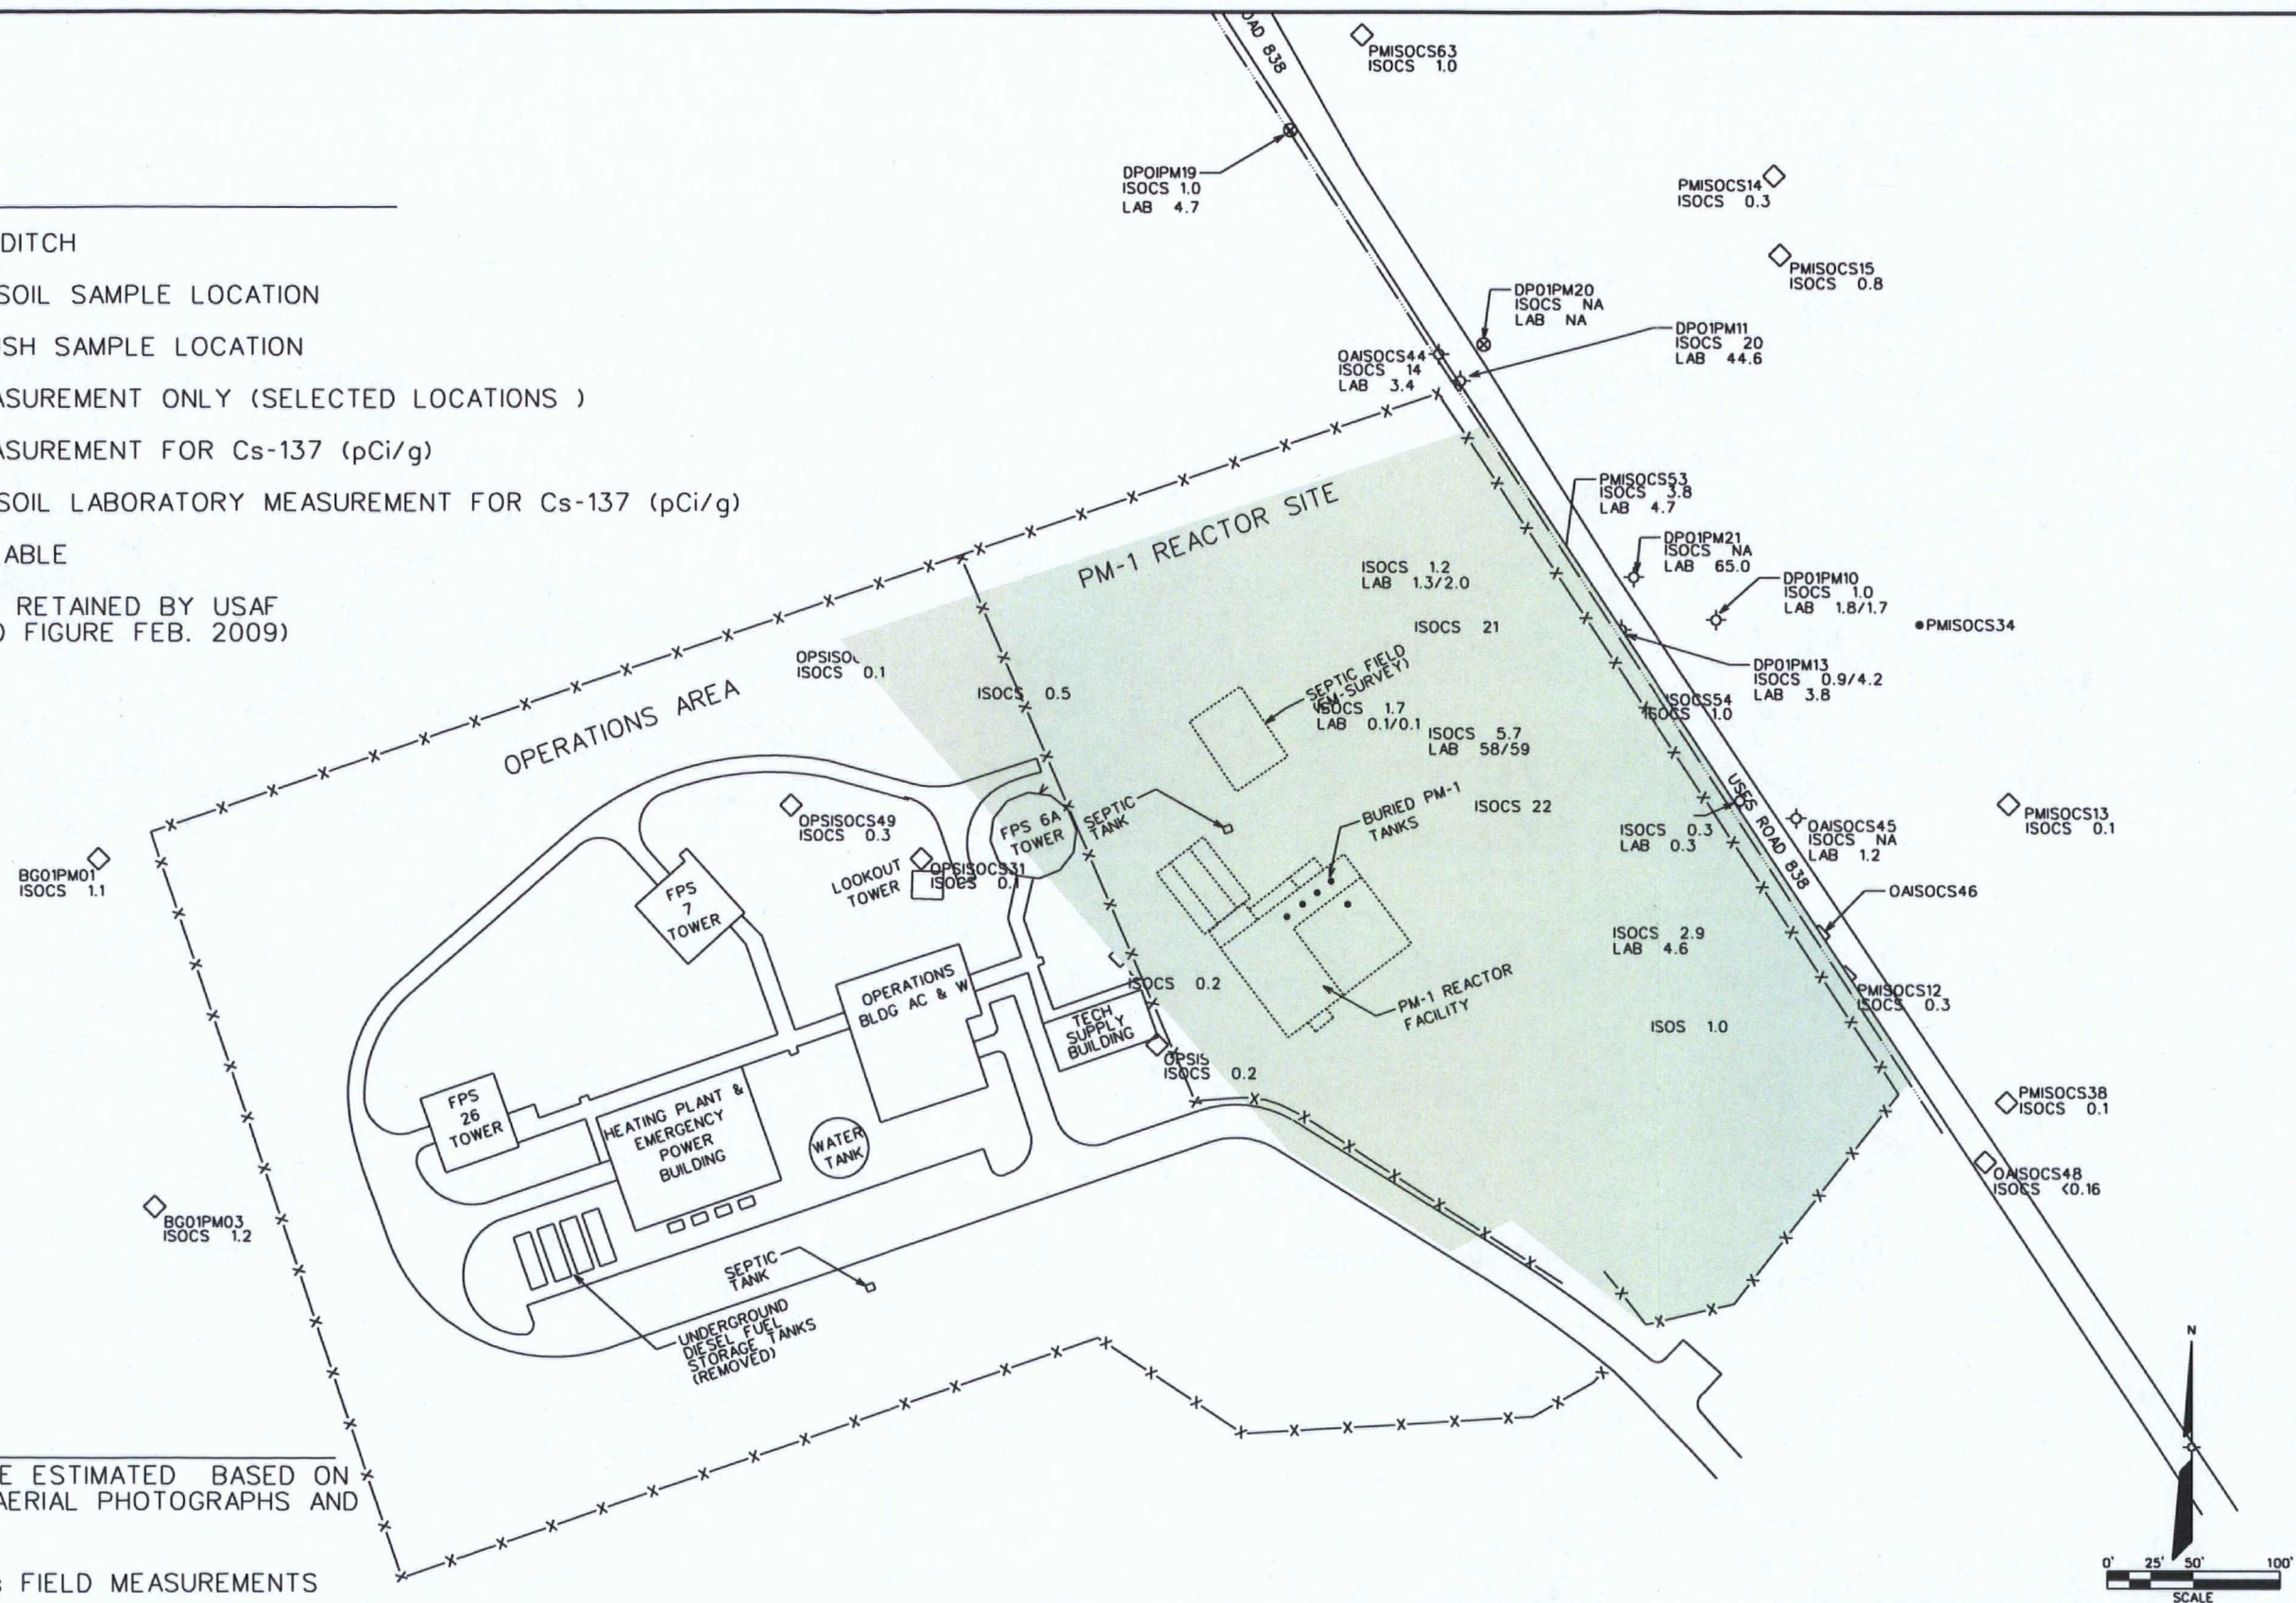 OAD 838
PMISOCS63
ISOCS 1.0
DPOIPM19
ISOCS 1.0
LAB 4.7
PMISOCS14
ISOCS 0.3
PMISOCS15
ISOCS 0.8
DITCH
SOIL SAMPLE LOCATION
SH SAMPLE LOCATION
ASUREMENT ONLY (SELECTED LOCATIONS )
ASUREMENT FOR Cs-137 (pCi/g)
SOIL LABORATORY MEASUREMENT FOR Cs-137 (pCi/g)
ABLE
RETAINED BY USAF
FIGURE FEB. 2009)
DP01PM20
ISOCS NA
LAB NA
DP01PM11
ISOCS 20
LAB 44.6
OAISOCS44
ISOCS 14
LAB 3.4
PM-1 REACTOR SITE
PMISOCS53
ISOCS 3.8
LAB 4.7
DP01PM21
ISOCS NA
LAB 65.0
DP01PM10
ISOCS 1.0
LAB 1.8/1.7
PMISOCS34
DP01PM13
ISOCS 0.9/4.2
LAB 3.8
ISOCS54
ISOCS 1.0
ISOCS 1.2
LAB 1.3/2.0
ISOCS 21
SEPTIC FIELD
(EM-SURVEY)
ISOCS 1.7
LAB 0.1/0.1
ISOCS 5.7
LAB 58/59
BURIED PM-1
TANKS
ISOCS 22
OPSISO
ISOCS 0.1
ISOCS 0.5
OPERATIONS AREA
OPSISOCS49
ISOCS 0.3
FPS 6A
TOWER
SEPTIC
TANK
LOOKOUT
TOWER
OPSISOCS31
ISOCS 0.1
FPS
7
TOWER
BG01PM01
ISOCS 1.1
USFS ROAD 838
ISOCS 0.3
LAB 0.3
OAISOCS45
ISOCS NA
LAB 1.2
PMISOCS13
ISOCS 0.1
OAISOCS46
ISOCS 2.9
LAB 4.6
PMISOCS12
ISOCS 0.3
ISOS 1.0
PM-1 REACTOR
FACILITY
ISOCS 0.2
OPERATIONS
BLDG AC & W
TECH
SUPPLY
BUILDING
OPSIS
ISOCS 0.2
PMISOCS38
ISOCS 0.1
OAISOCS48
ISOCS <0.16
FPS
26
TOWER
HEATING PLANT &
EMERGENCY
POWER
BUILDING
WATER
TANK
BG01PM03
ISOCS 1.2
SEPTIC
TANK
UNDERGROUND
DIESEL FUEL
STORAGE TANKS
(REMOVED)
E ESTIMATED BASED ON
AERIAL PHOTOGRAPHS AND
FIELD MEASUREMENTS
N
0' 25' 50' 100'
SCALE